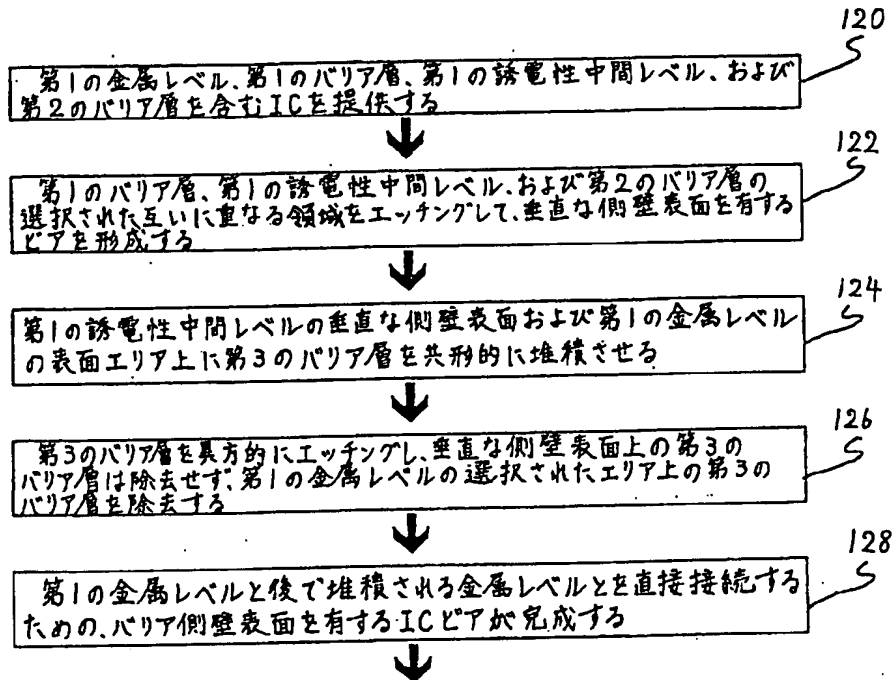 120
第1の金属レベル、第1のバリア層、第1の誘電性中間レベル、および
第2のバリア層を含むICを提供する
122
第1のバリア層、第1の誘電性中間レベル、および第2のバリア層の
選択された互いに重なる領域をエッチングして、垂直な側壁表面を有する
ビアを形成する
124
第1の誘電性中間レベルの垂直な側壁表面および第1の金属レベル
の表面エリア上に第3のバリア層を共形的に堆積させる
126
第3のバリア層を異方的にエッチングし、垂直な側壁表面上の第3の
バリア層は除去せず、第1の金属レベルの選択されたエリア上の第3の
バリア層を除去する
128
第1の金属レベルと後で堆積される金属レベルとを直接接続する
ための、バリア側壁表面を有するICビアが完成する